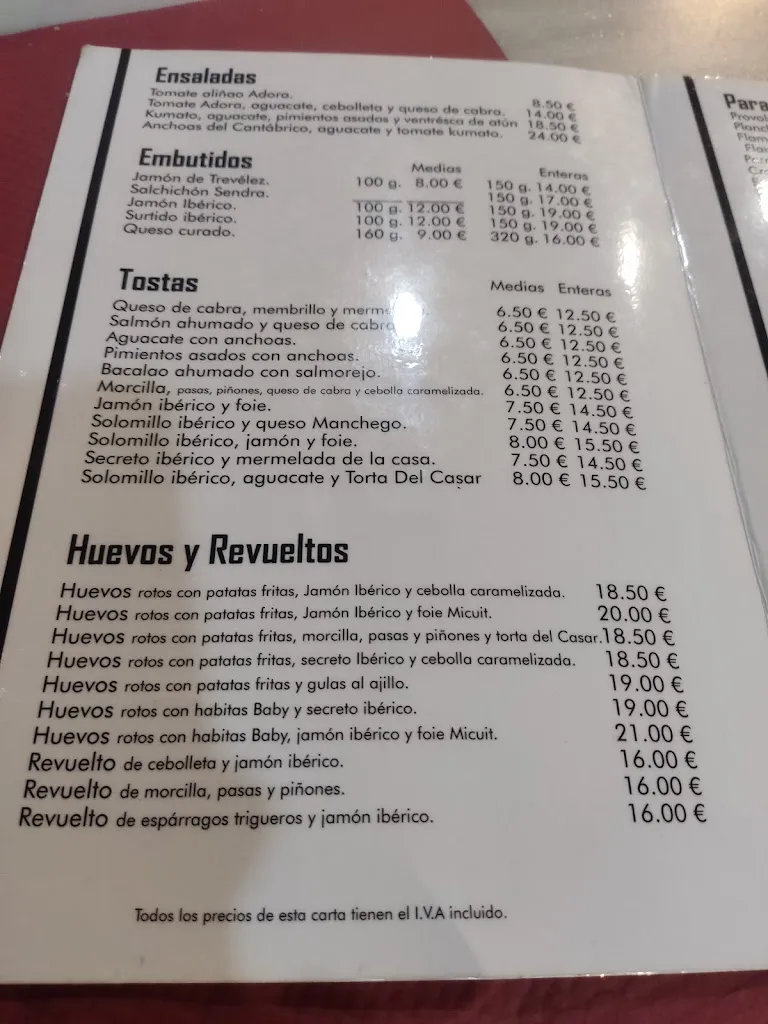 Ensaladas
Tomate aliñao Adora. 8.50 €
Tomate Adora, aguacate, cebolleta y queso de cabra. 14.00 €
Kumato, aguacate, pimientos asados y ventrésca de atún 18.50 €
Anchoas del Cantábrico, aguacate y tomate kumato. 24.00 €
Embutidos Medias Enteras
Jamón de Trevélez. 100 g. 8.00 € 150 g. 14.00 €
Salchichón Sendra. 150 g. 17.00 €
Jamón Ibérico. 100 g. 12.00 € 150 g. 19.00 €
Surtido ibérico. 100 g. 12.00 € 150 g. 19.00 €
Queso curado. 160 g. 9.00 € 320 g. 16.00 €
Tostas Medias Enteras
Queso de cabra, membrillo y 6.50 € 12.50 €
Salmón ahumado y queso de cabra 6.50 € 12.50 €
Aguacate con anchoas. 6.50 € 12.50 €
Pimientos asados con anchoas. 6.50 € 12.50 €
Bacalao ahumado con salmorejo. 6.50 € 12.50 €
Morcilla, pasas, piñones, queso de cabra y cebolla caramelizada. 6.50 € 12.50 €
Jamón ibérico y foie. 7.50 € 14.50 €
Solomillo ibérico y queso Manchego. 7.50 € 14.50 €
Solomillo ibérico, jamón y foie. 8.00 € 15.50 €
Secreto ibérico y mermelada de la casa. 7.50 € 14.50 €
Solomillo ibérico, aguacate y Torta Del Casar 8.00 € 15.50 €
Huevos y Revueltos
Huevos rotos con patatas fritas, Jamón Ibérico y cebolla caramelizada. 18.50 €
Huevos rotos con patatas fritas, Jamón Ibérico y foie Micuit. 20.00 €
Huevos rotos con patatas fritas, morcilla, pasas y piñones y torta del Casar. 18.50 €
Huevos rotos con patatas fritas, secreto Ibérico y cebolla caramelizada. 18.50 €
Huevos rotos con patatas fritas y gulas al ajillo. 19.00 €
Huevos rotos con habitas Baby y secreto ibérico. 19.00 €
Huevos rotos con habitas Baby, jamón ibérico y foie Micuit. 21.00 €
Revuelto de cebolleta y jamón ibérico. 16.00 €
Revuelto de morcilla, pasas y piñones. 16.00 €
Revuelto de espárragos trigueros y jamón ibérico. 16.00 €
Todos los precios de esta carta tienen el I.V.A incluido.
Para